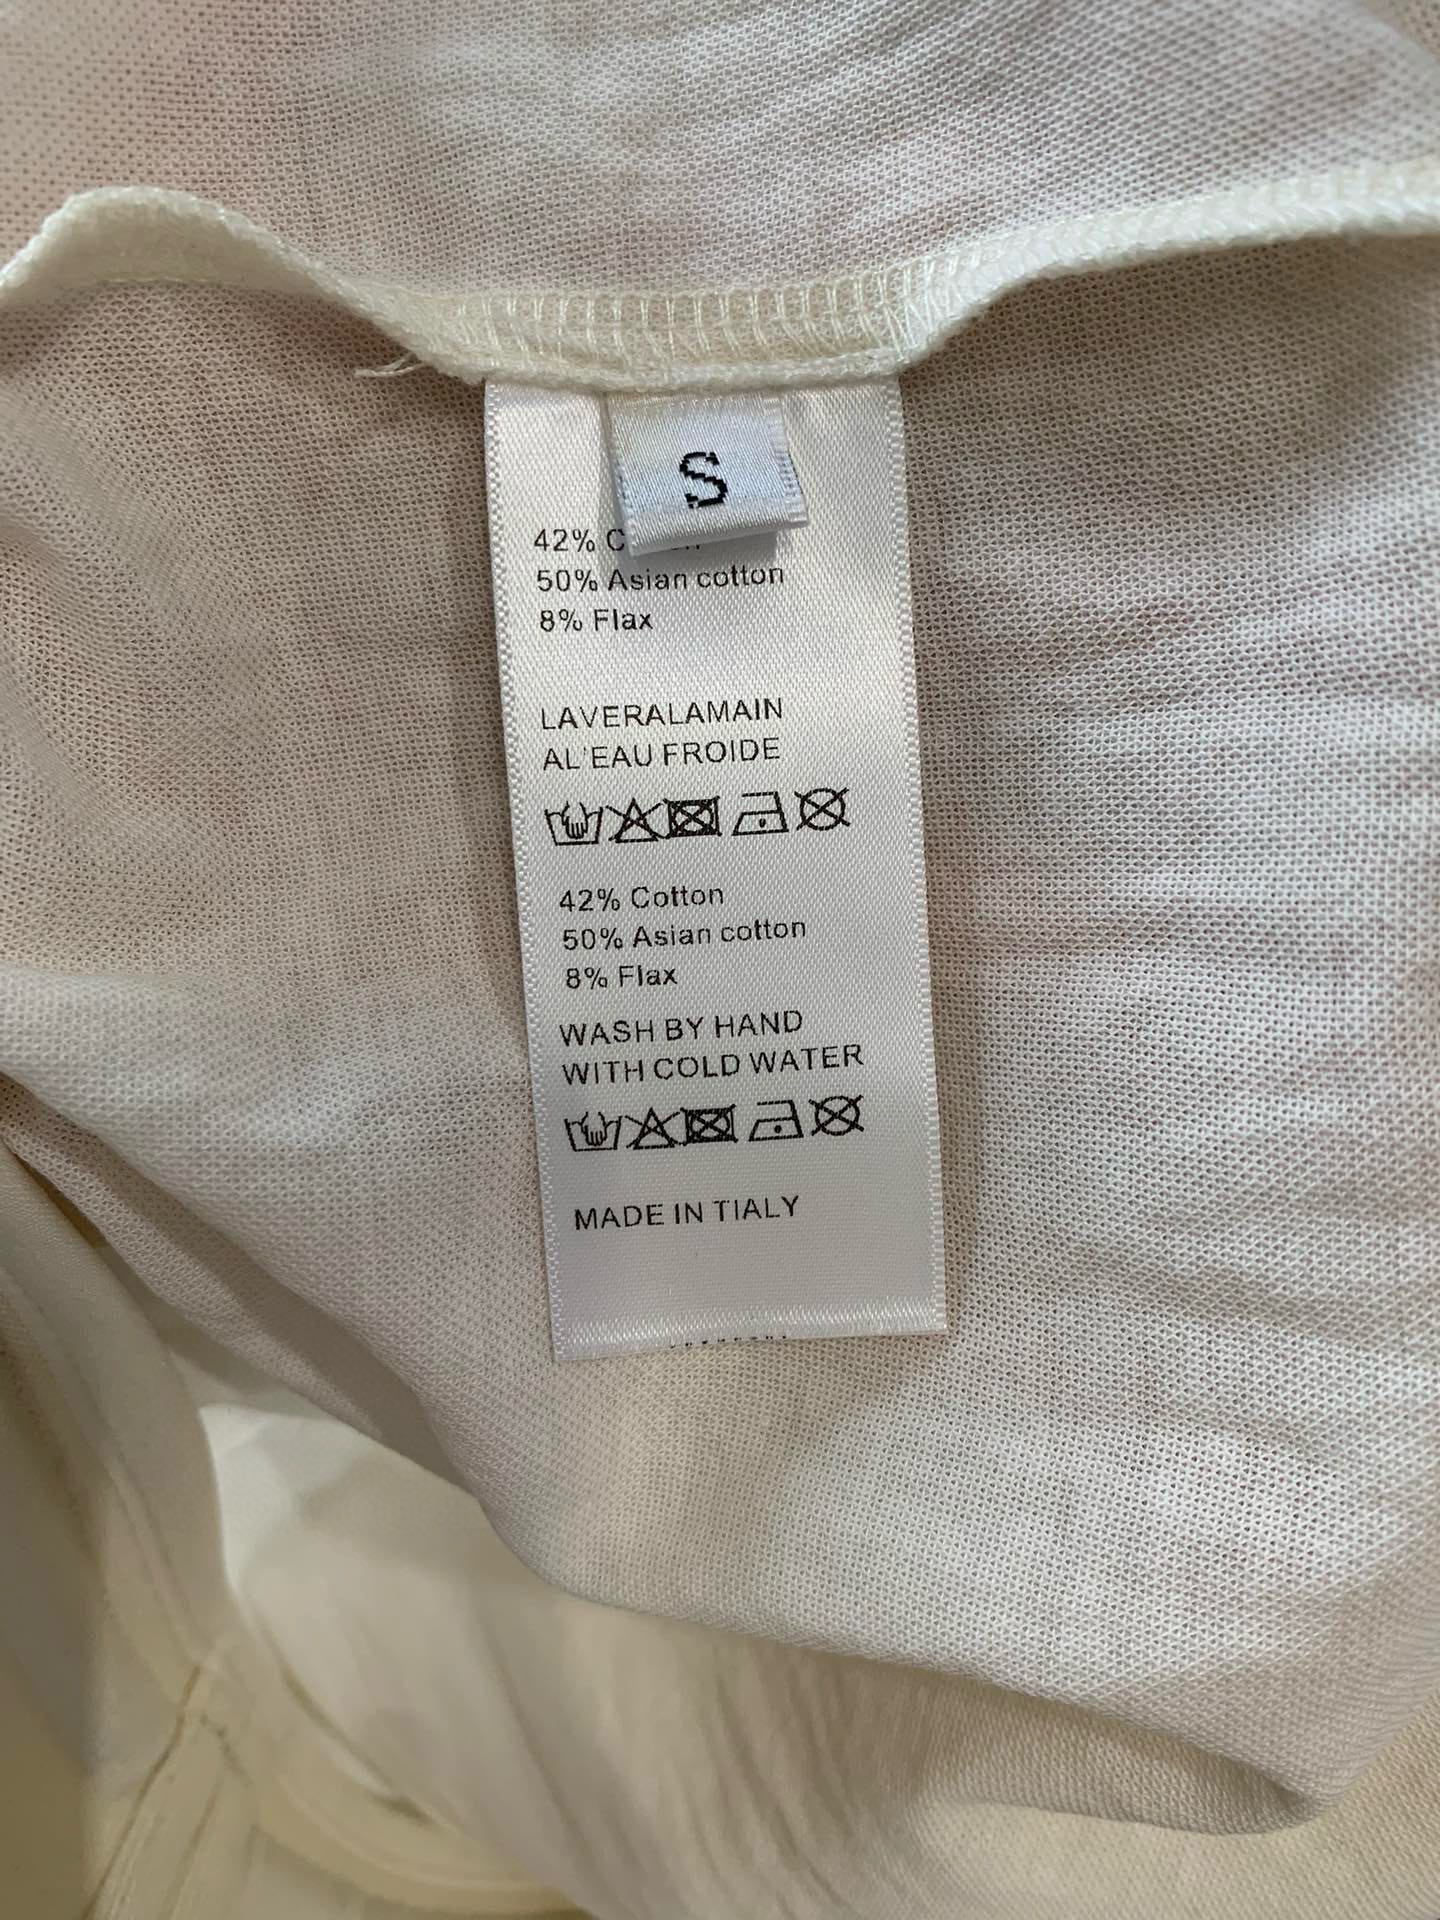 S
42%
50% Asian cotton
8% Flax
LAVERALAMAIN
AL'EAU FROIDE
42% Cotton
50% Asian cotton
8% Flax
WASH BY HAND
WITH COLD WATER
MADE IN TIALY